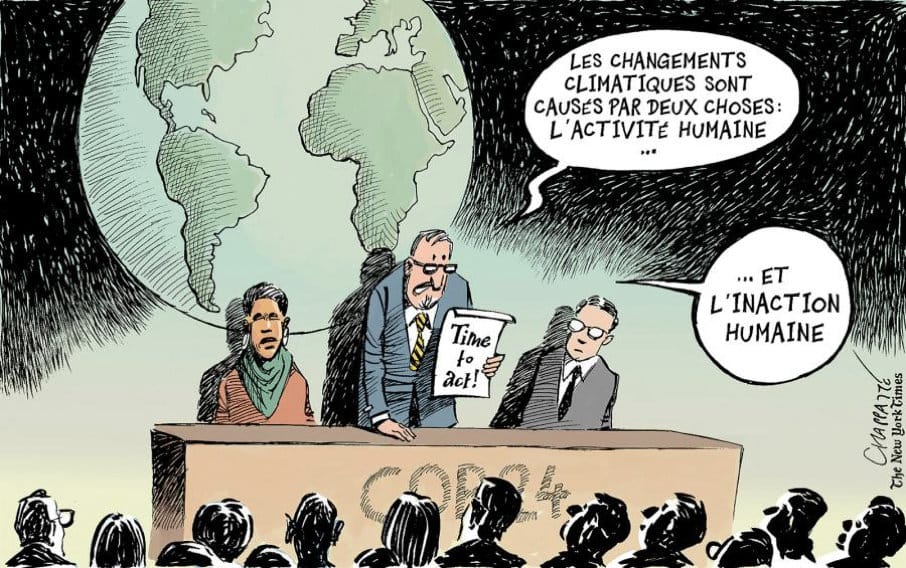 LES CHANGEMENTS
CLIMATIQUES SONT
CAUSÉS PAR DEUX CHOSES:
L'ACTIVITÉ HUMAINE
...
... ET
L'INACTION
HUMAINE
Time
to
act!
COP24
CHAPPATTE
The New York Times